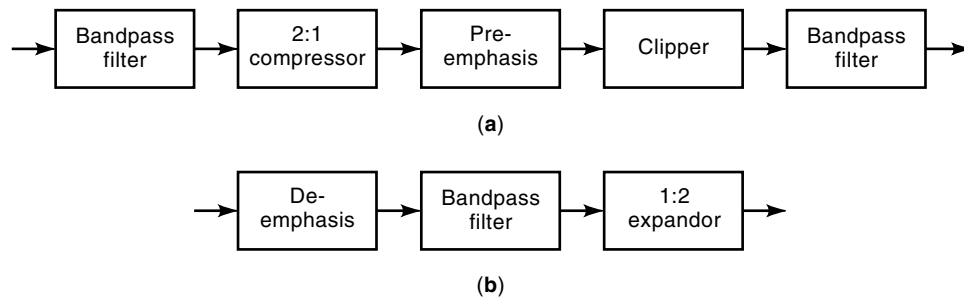 Bandpass
filter
2:1
compressor
Pre-
emphasis
Clipper
Bandpass
filter
(a)
De-
emphasis
Bandpass
filter
1:2
expandor
(b)